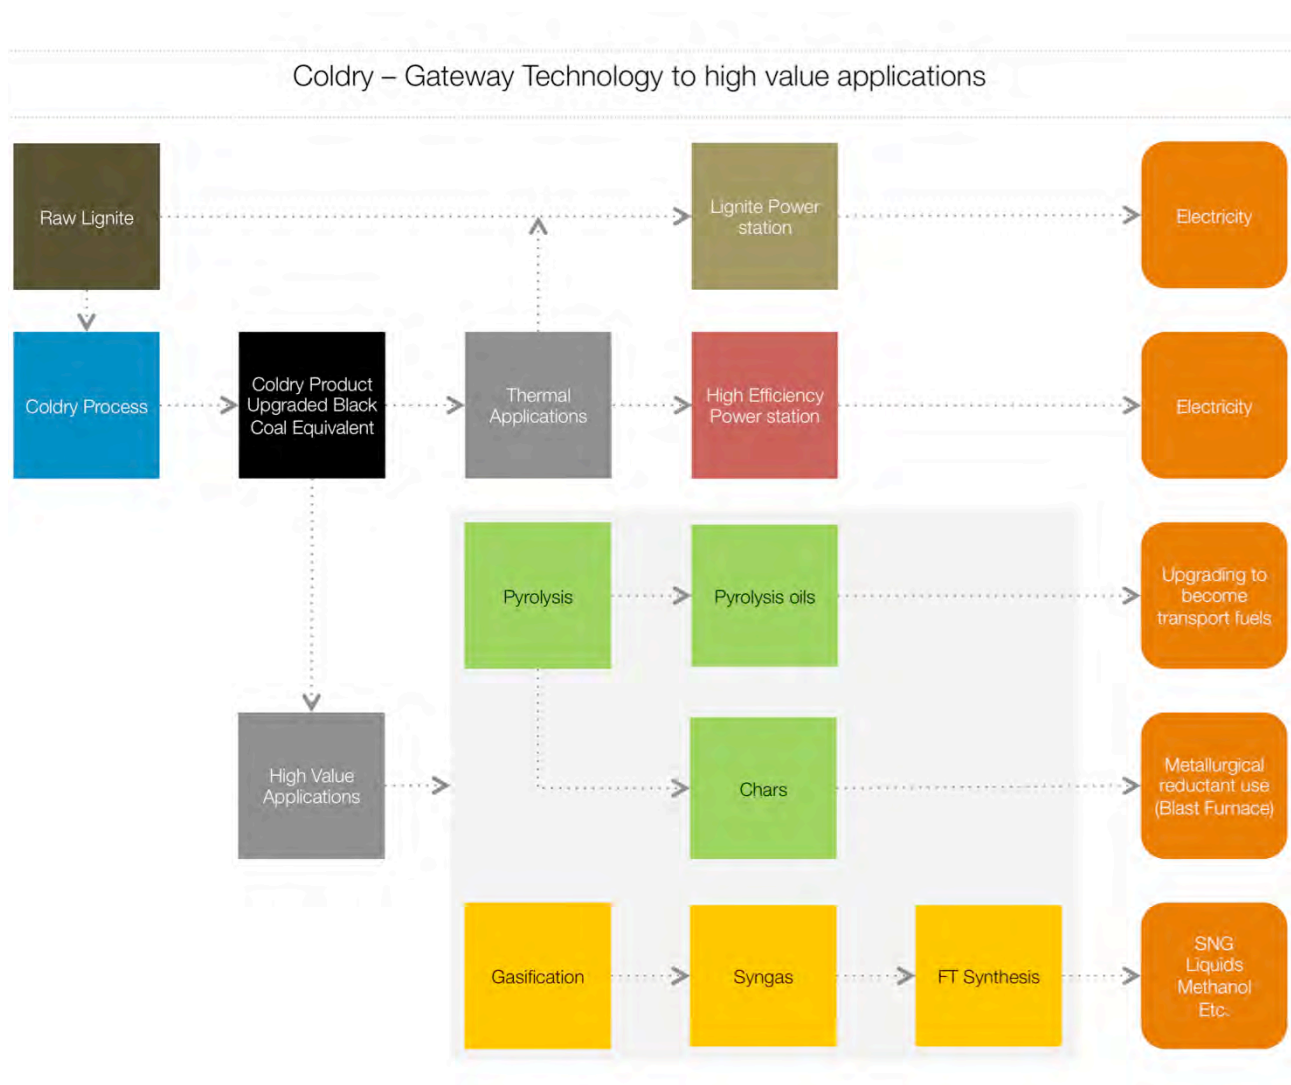 Coldry – Gateway Technology to high value applications
Raw Lignite
Lignite Power
station
Electricity
Coldry Process
Coldry Product
Upgraded Black
Coal Equivalent
Thermal
Applications
High Efficiency
Power station
Electricity
Pyrolysis
Pyrolysis oils
Upgrading to
become
transport fuels
High Value
Applications
Chars
Metallurgical
reductant use
(Blast Furnace)
Gasification
Syngas
FT Synthesis
SNG
Liquids
Methanol
Etc.